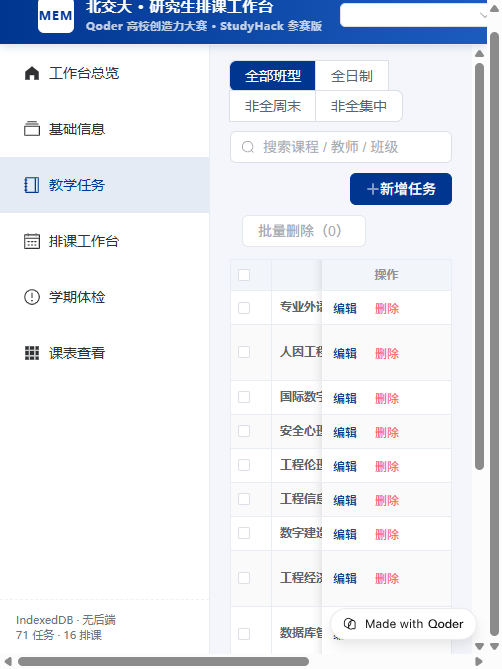 MEM
北交大 • 研究生排课工作台
Qoder 高校创造力大赛 • StudyHack 参赛版
工作台总览
基础信息
教学任务
排课工作台
学期体检
课表查看
IndexedDB · 无后端
71 任务 · 16 排课
全部班型 全日制
非全周末 非全集中
搜索课程 / 教师 / 班级
新增任务
批量删除（0）
操作
专业外 编辑 删除
人因工程 编辑 删除
国际数字 编辑 删除
安全心理 编辑 删除
工程伦理 编辑 删除
工程信息 编辑 删除
数字建造 编辑 删除
工程经济 编辑 删除
数据库管
Made with Qoder